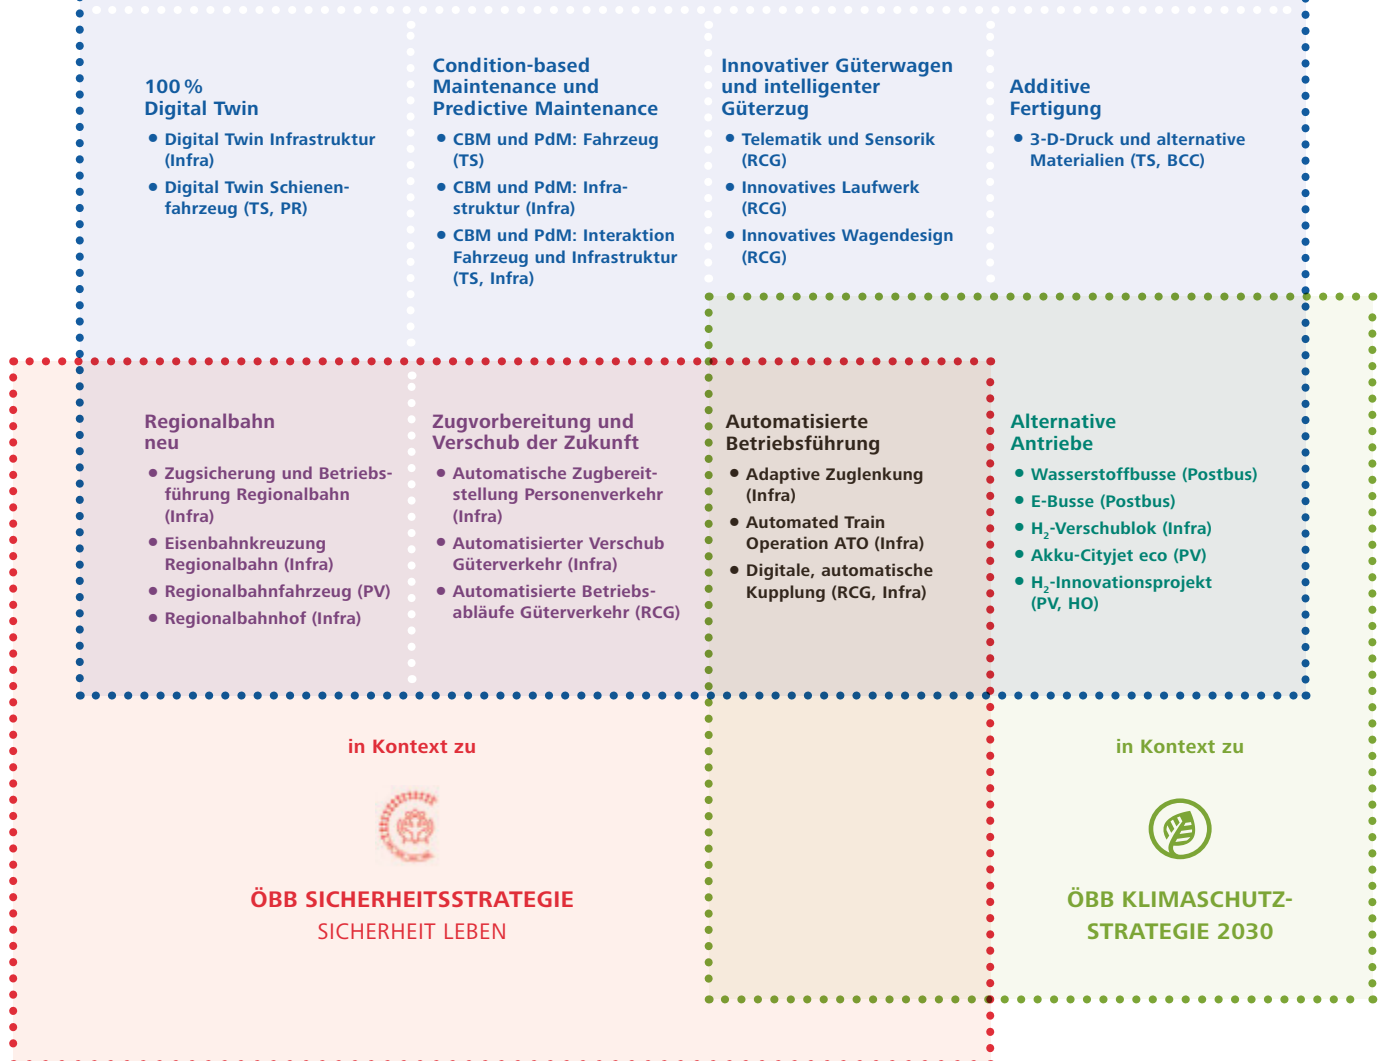 100 %
Digital Twin
• Digital Twin Infrastruktur
(Infra)
• Digital Twin Schienen-
fahrzeug (TS, PR)
Condition-based
Maintenance und
Predictive Maintenance
• CBM und PdM: Fahrzeug
(TS)
• CBM und PdM: Infra-
struktur (Infra)
• CBM und PdM: Interaktion
Fahrzeug und Infrastruktur
(TS, Infra)
Innovativer Güterwagen
und intelligenter
Güterzug
• Telematik und Sensorik
(RCG)
• Innovatives Laufwerk
(RCG)
• Innovatives Wagendesign
(RCG)
Additive
Fertigung
• 3-D-Druck und alternative
Materialien (TS, BCC)
Regionalbahn
neu
• Zugsicherung und Betriebs-
führung Regionalbahn
(Infra)
• Eisenbahnkreuzung
Regionalbahn (Infra)
• Regionalbahnfahrzeug (PV)
• Regionalbahnhof (Infra)
Zugvorbereitung und
Verschub der Zukunft
• Automatische Zugbereit-
stellung Personenverkehr
(Infra)
• Automatisierter Verschub
Güterverkehr (Infra)
• Automatisierte Betriebs-
abläufe Güterverkehr (RCG)
Automatisierte
Betriebsführung
• Adaptive Zuglenkung
(Infra)
• Automated Train
Operation ATO (Infra)
• Digitale, automatische
Kupplung (RCG, Infra)
Alternative
Antriebe
• Wasserstoffbusse (Postbus)
• E-Busse (Postbus)
• H₂-Verschublok (Infra)
• Akku-Cityjet eco (PV)
• H₂-Innovationsprojekt
(PV, HO)
in Kontext zu
ÖBB SICHERHEITSSTRATEGIE
SICHERHEIT LEBEN
in Kontext zu
ÖBB KLIMASCHUTZ-
STRATEGIE 2030